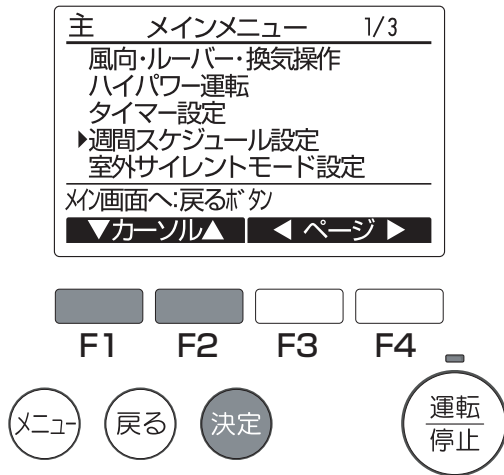 主 メインメニュー 1/3
風向・ルーバー・換気操作
ハイパワー運転
タイマー設定
▶週間スケジュール設定
室外サイレントモード設定
メイン画面へ:戻るボタン
▼カーソル▲ ◀ ページ ▶
F1 F2 F3 F4
メニュー 戻る 決定 運転
停止